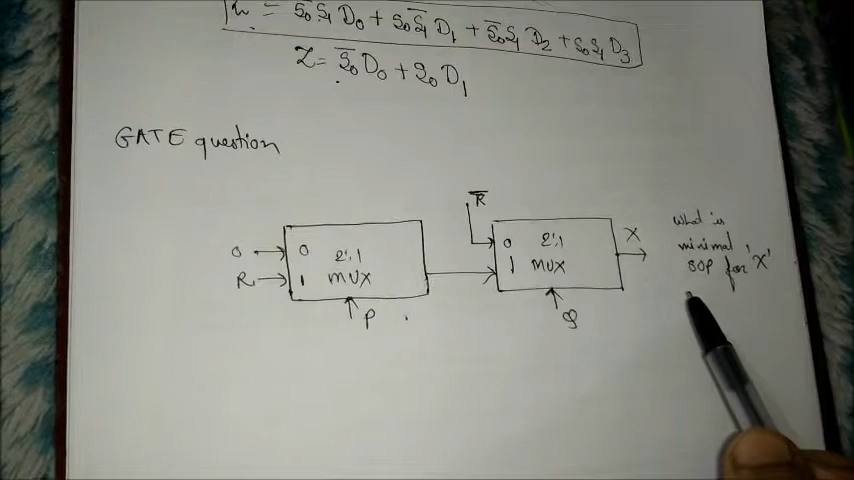 Z = S̅₀S̅₁D₀ + S₀S̅₁D₁ + S̅₀S₁D₂ + S₀S₁D₃
Z = S̅₀D₀ + S₀D₁
GATE question
R̅
0 0 2:1 0 2:1 X
R 1 MUX 1 MUX
P Q
what is
minimal
SOP for 'X'